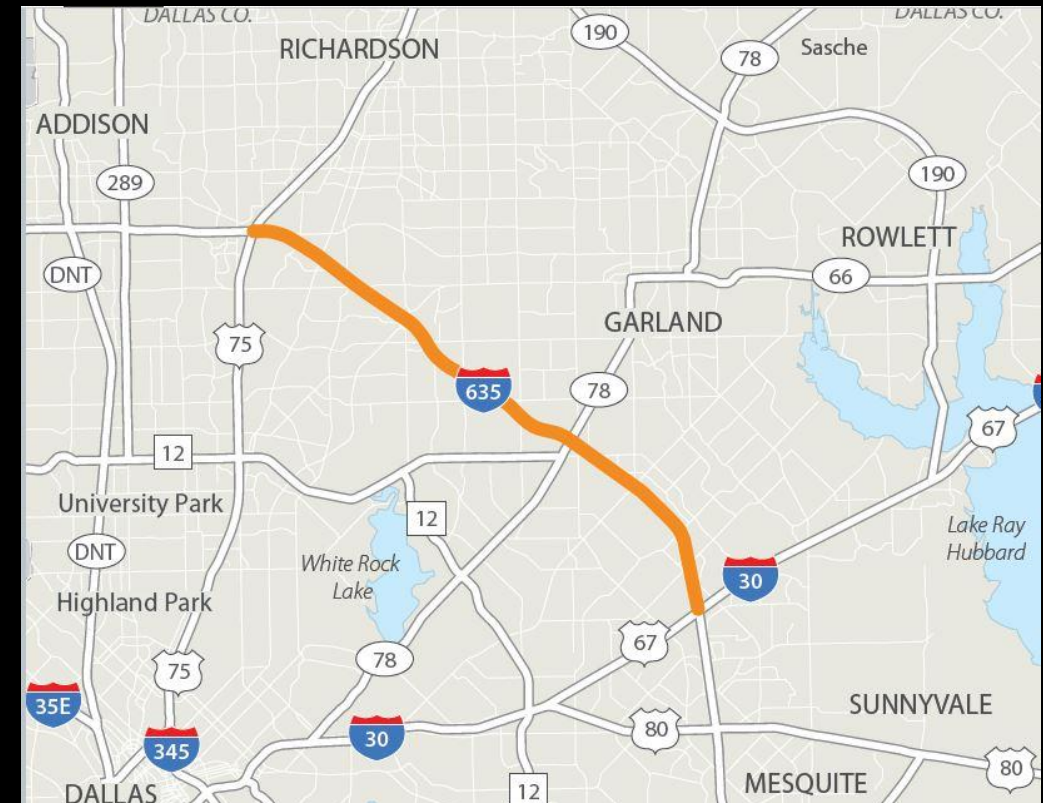 DALLAS CO.
DALLAS CO.
RICHARDSON
190
78
Sasche
ADDISON
289
190
ROWLETT
DNT
66
GARLAND
75
635
78
67
12
University Park
12
Lake Ray
Hubbard
DNT
White Rock
Lake
30
Highland Park
67
78
75
35E
SUNNYVALE
80
30
345
80
MESQUITE
DALLAS
12